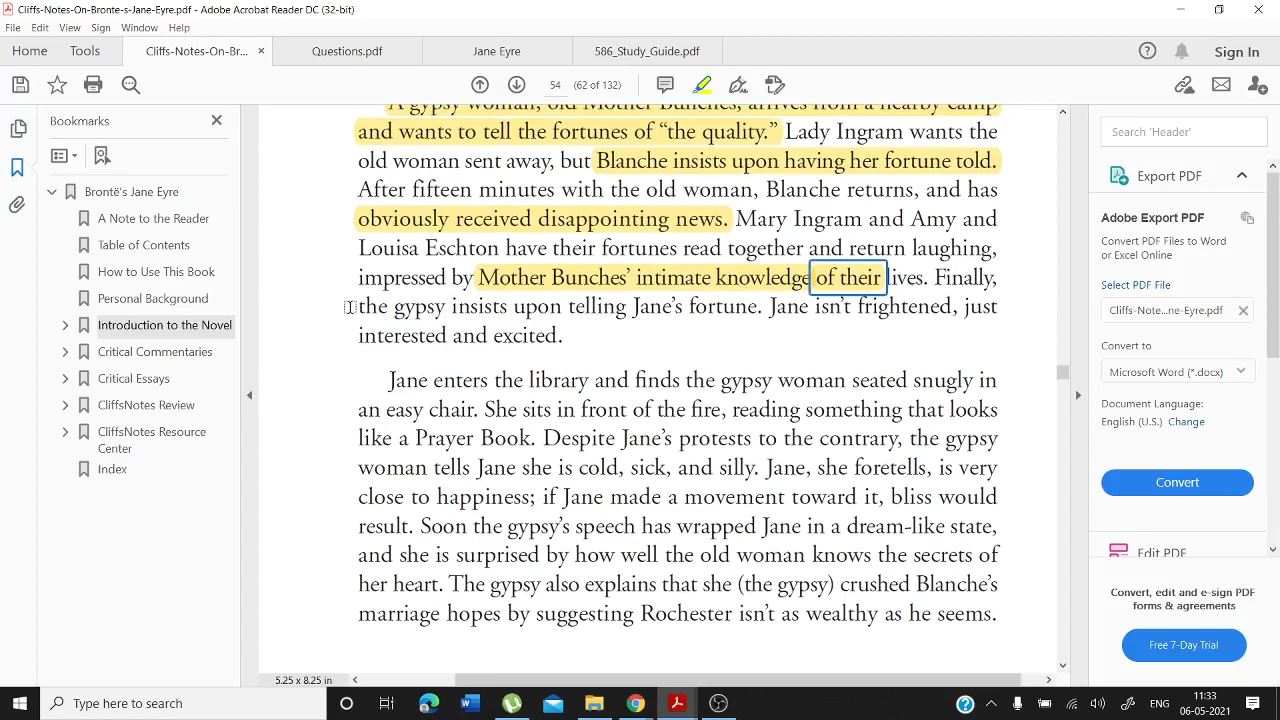 Cliffs-Notes-On-Bronte-s-Jane-Eyre.pdf - Adobe Acrobat Reader DC (32-bit)
File Edit View Sign Window Help
Home Tools Cliffs-Notes-On-Br... × Questions.pdf Jane Eyre 586_Study_Guide.pdf Sign In
54 (62 of 132)
Bookmarks
Brontë's Jane Eyre
A Note to the Reader
Table of Contents
How to Use This Book
Personal Background
Introduction to the Novel
Critical Commentaries
Critical Essays
CliffsNotes Review
CliffsNotes Resource
Center
Index
A gypsy woman, old Mother Bunches, arrives from a nearby camp
and wants to tell the fortunes of “the quality.” Lady Ingram wants the
old woman sent away, but Blanche insists upon having her fortune told.
After fifteen minutes with the old woman, Blanche returns, and has
obviously received disappointing news. Mary Ingram and Amy and
Louisa Eschton have their fortunes read together and return laughing,
impressed by Mother Bunches’ intimate knowledge of their lives. Finally,
the gypsy insists upon telling Jane’s fortune. Jane isn’t frightened, just
interested and excited.
Jane enters the library and finds the gypsy woman seated snugly in
an easy chair. She sits in front of the fire, reading something that looks
like a Prayer Book. Despite Jane’s protests to the contrary, the gypsy
woman tells Jane she is cold, sick, and silly. Jane, she foretells, is very
close to happiness; if Jane made a movement toward it, bliss would
result. Soon the gypsy’s speech has wrapped Jane in a dream-like state,
and she is surprised by how well the old woman knows the secrets of
her heart. The gypsy also explains that she (the gypsy) crushed Blanche’s
marriage hopes by suggesting Rochester isn’t as wealthy as he seems.
5.25 x 8.25 in
Search 'Header'
Export PDF
Adobe Export PDF
Convert PDF Files to Word
or Excel Online
Select PDF File
Cliffs-Note...ne-Eyre.pdf
Convert to
Microsoft Word (*.docx)
Document Language:
English (U.S.) Change
Convert
Edit PDF
Convert, edit and e-sign PDF
forms & agreements
Free 7-Day Trial
Type here to search
ENG
11:33
06-05-2021